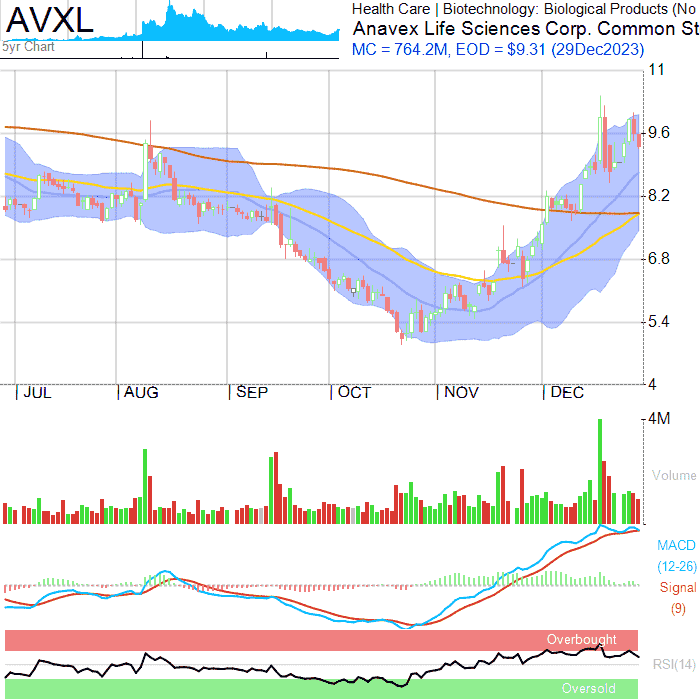 AVXL
5yr Chart
Health Care | Biotechnology: Biological Products (No
Anavex Life Sciences Corp. Common St
MC = 764.2M, EOD = $9.31 (29Dec2023)
11
9.6
8.2
6.8
5.4
4
|JUL |AUG |SEP |OCT |NOV |DEC
4M
Volume
MACD
(12-26)
Signal
(9)
Overbought
RSI(14)
Oversold